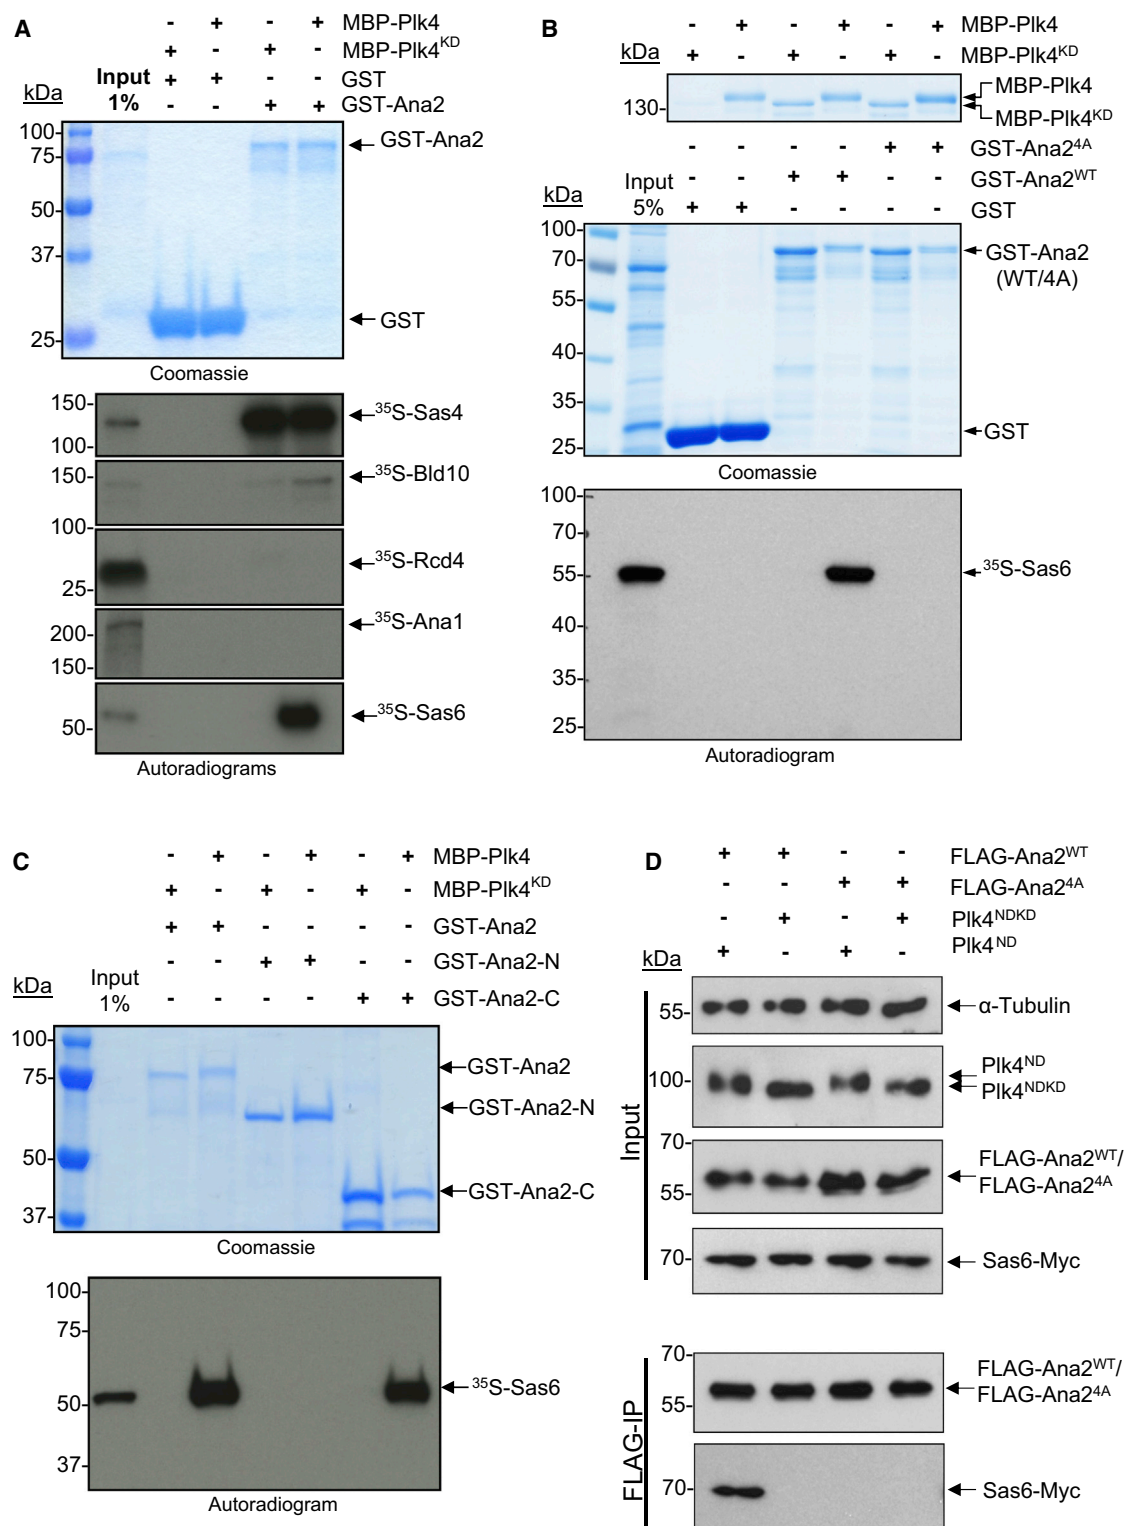 A
- + - + MBP-Plk4
+ - + - MBP-Plk4KD
Input 1%
+ + - - GST
- - + + GST-Ana2
kDa
100-
75-
50-
37-
25-
GST-Ana2
GST
Coomassie
150-
100-
35S-Sas4
150-
35S-Bld10
100-
35S-Rcd4
25-
200-
150-
35S-Ana1
50-
35S-Sas6
Autoradiograms
B
- + - + - + MBP-Plk4
+ - + - + - MBP-Plk4KD
kDa
130-
MBP-Plk4
MBP-Plk4KD
- - - - + + GST-Ana24A
- - + + - - GST-Ana2WT
+ + - - - - GST
kDa
Input 5%
100-
70-
55-
40-
35-
25-
GST-Ana2
(WT/4A)
GST
Coomassie
100-
70-
55-
40-
35-
25-
35S-Sas6
Autoradiogram
C
- + - + - + MBP-Plk4
+ - + - + - MBP-Plk4KD
+ + - - - - GST-Ana2
- - + + - - GST-Ana2-N
- - - - + + GST-Ana2-C
kDa
Input 1%
100-
75-
50-
37-
GST-Ana2
GST-Ana2-N
GST-Ana2-C
Coomassie
100-
75-
50-
37-
35S-Sas6
Autoradiogram
D
+ + - - FLAG-Ana2WT
- - + + FLAG-Ana24A
- + - + Plk4NDKD
+ - + - Plk4ND
kDa
Input
55-
α-Tubulin
100-
Plk4ND
Plk4NDKD
70-
55-
FLAG-Ana2WT/
FLAG-Ana24A
70-
Sas6-Myc
FLAG-IP
70-
55-
FLAG-Ana2WT/
FLAG-Ana24A
70-
Sas6-Myc